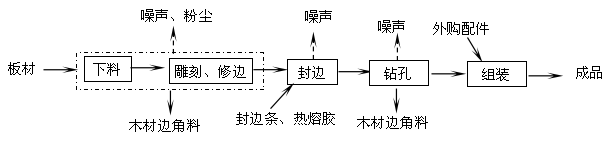 噪声、粉尘
噪声
噪声
外购配件
板材
下料
雕刻、修边
封边
钻孔
组装
成品
木材边角料
封边条、热熔胶
木材边角料